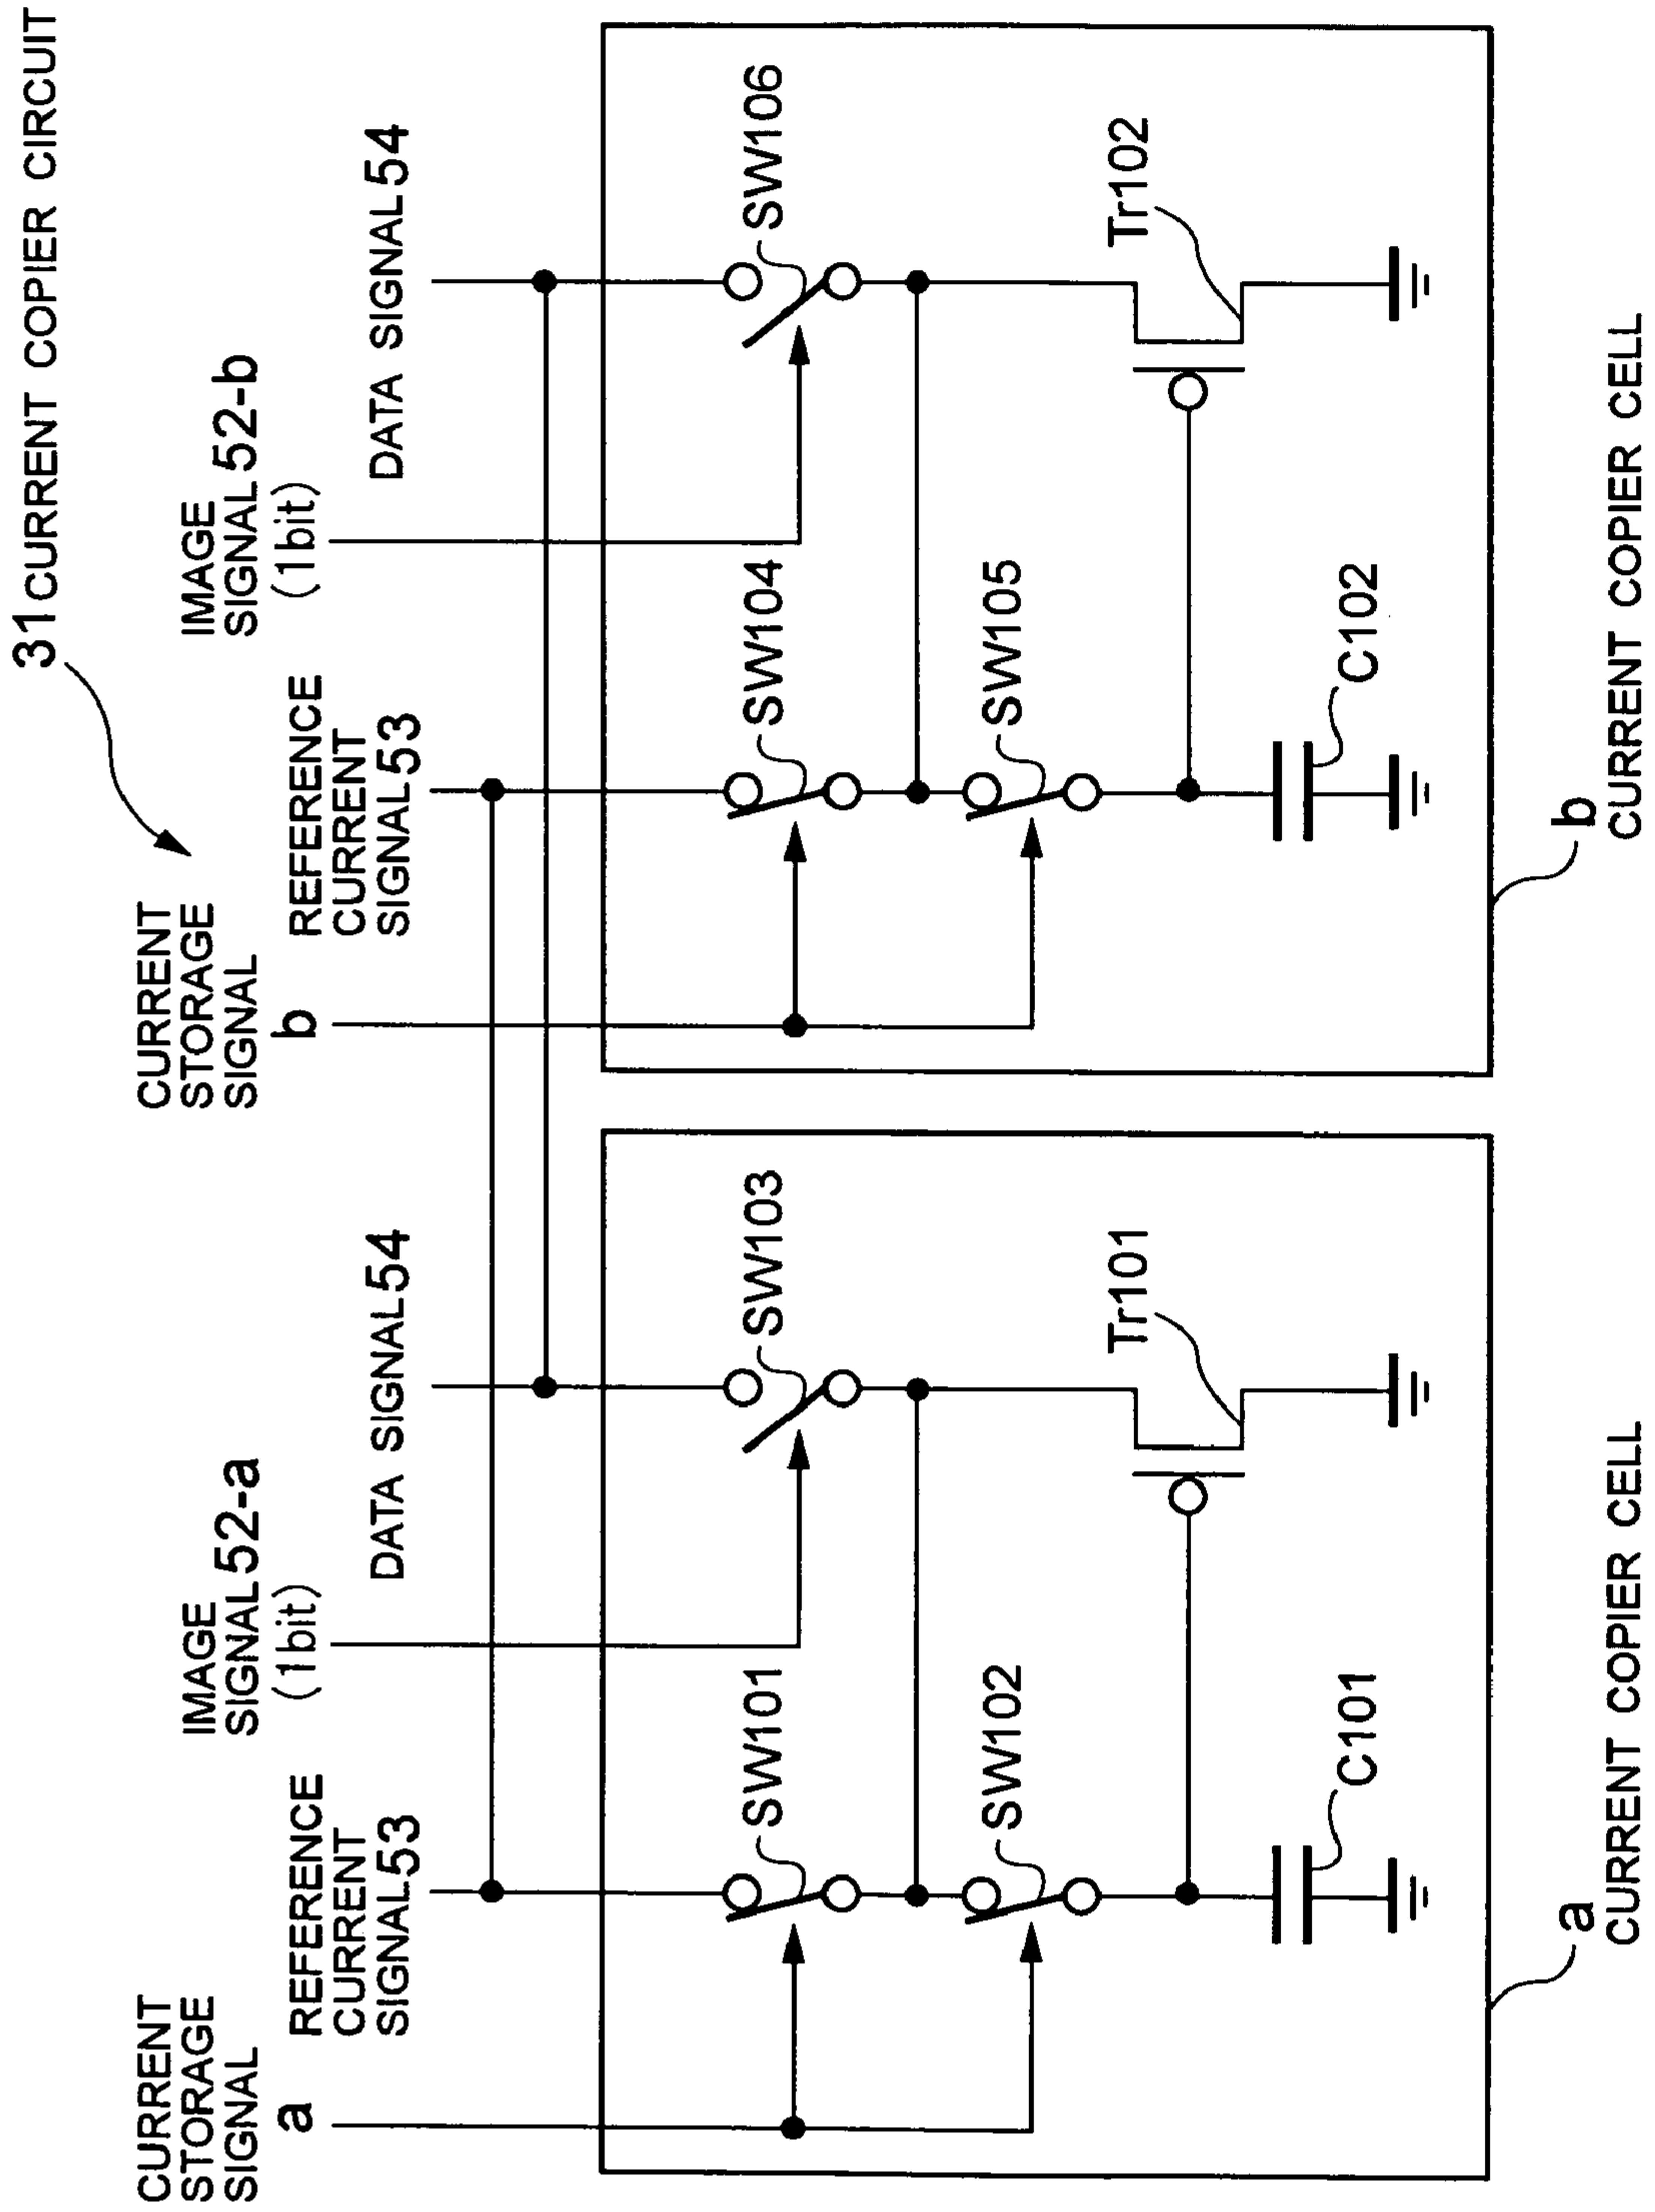 31 CURRENT COPIER CIRCUIT
CURRENT
STORAGE
SIGNAL
a
REFERENCE
CURRENT
SIGNAL 53
IMAGE
SIGNAL 52-a
(1bit)
DATA SIGNAL 54
CURRENT
STORAGE
SIGNAL
b
REFERENCE
CURRENT
SIGNAL 53
IMAGE
SIGNAL 52-b
(1bit)
DATA SIGNAL 54
SW101
SW103
SW102
Tr101
C101
SW104
SW106
SW105
Tr102
C102
a
CURRENT COPIER CELL
b
CURRENT COPIER CELL